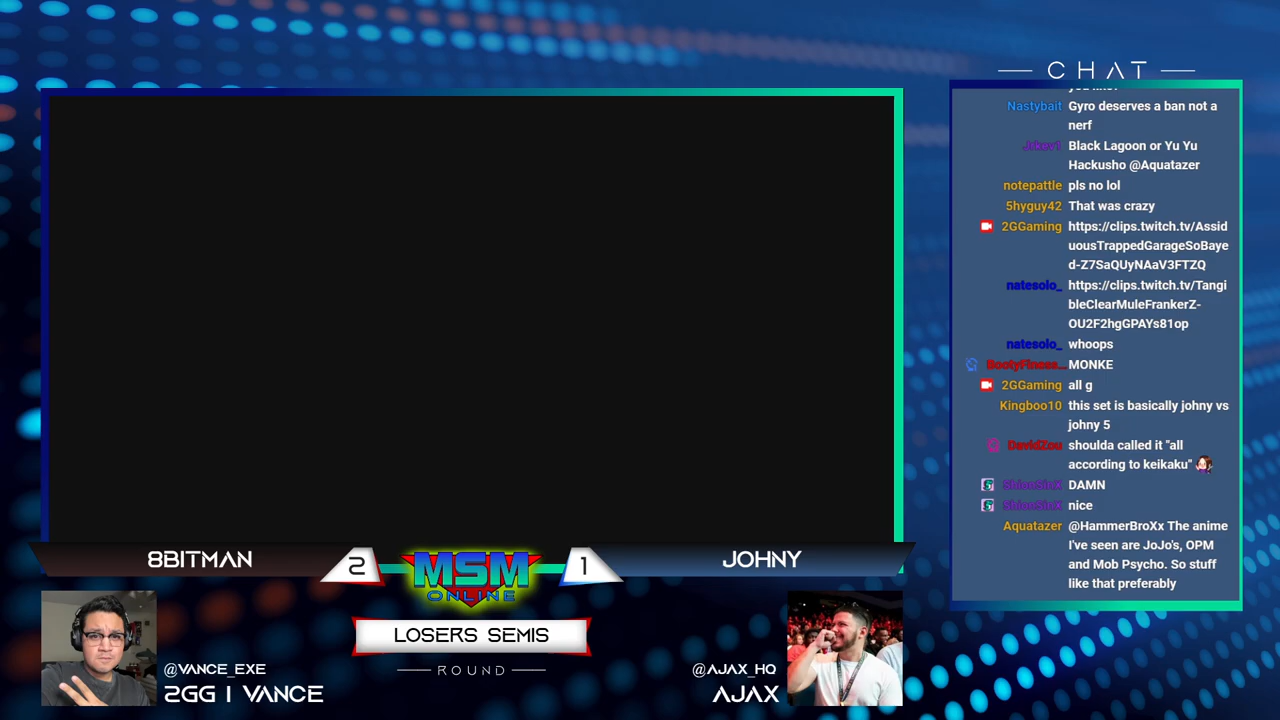 CHAT
Nastybait Gyro deserves a ban not a
nerf
Black Lagoon or Yu Yu
Hackusho @Aquatazer
notepattle pls no lol
5hyguy42 That was crazy
2GGaming https://clips.twitch.tv/Assid
uousTrappedGarageSoBaye
d-Z7SaQUyNAaV3FTZQ
natesolo_ https://clips.twitch.tv/Tangi
bleClearMuleFrankerZ-
OU2F2hgGPAYs81op
natesolo_ whoops
BootyFiness... MONKE
2GGaming all g
Kingboo10 this set is basically johny vs
johny 5
DavidZou shoulda called it "all
according to keikaku"
ShionSinX DAMN
ShionSinX nice
Aquatazer @HammerBroXx The anime
I've seen are JoJo's, OPM
and Mob Psycho. So stuff
like that preferably
8BITMAN 2 MSM 1 JOHNY
ONLINE
LOSERS SEMIS
ROUND
@VANCE_EXE
2GG | VANCE
@AJAX_HQ
AJAX